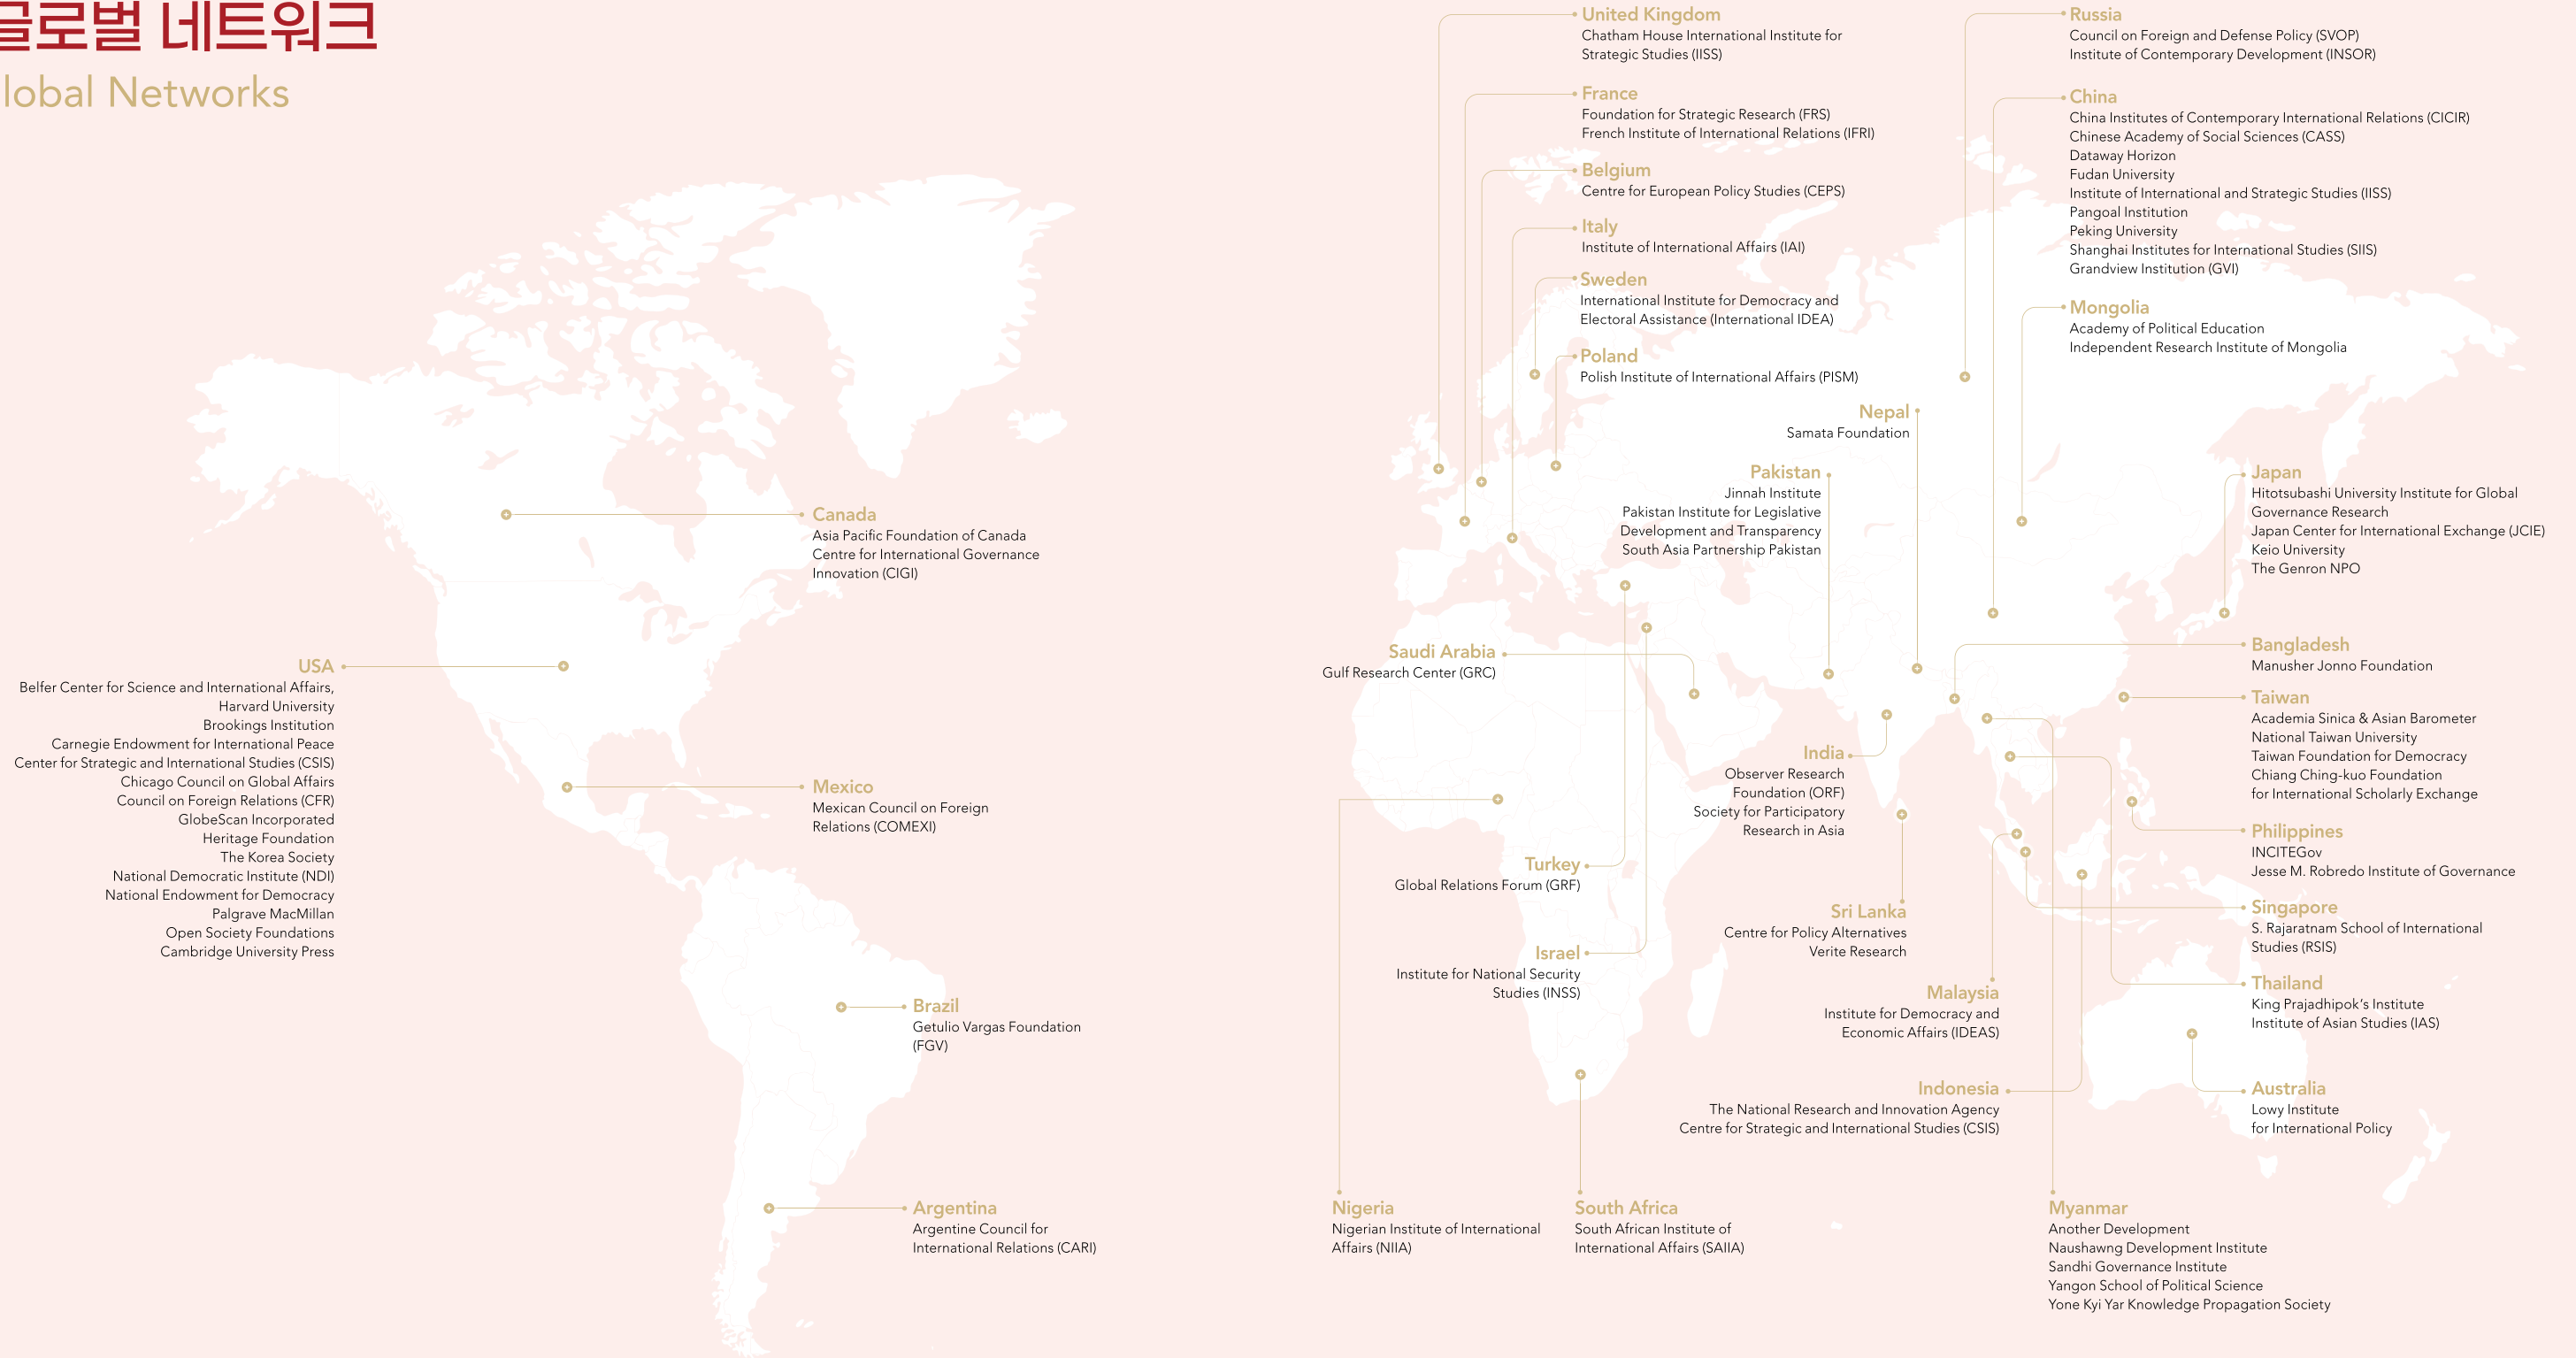 글로벌 네트워크
lobal Networks
United Kingdom
Chatham House International Institute for
Strategic Studies (IISS)
France
Foundation for Strategic Research (FRS)
French Institute of International Relations (IFRI)
Belgium
Centre for European Policy Studies (CEPS)
Italy
Institute of International Affairs (IAI)
Sweden
International Institute for Democracy and
Electoral Assistance (International IDEA)
Poland
Polish Institute of International Affairs (PISM)
Russia
Council on Foreign and Defense Policy (SVOP)
Institute of Contemporary Development (INSOR)
China
China Institutes of Contemporary International Relations (CICIR)
Chinese Academy of Social Sciences (CASS)
Dataway Horizon
Fudan University
Institute of International and Strategic Studies (IISS)
Pangoal Institution
Peking University
Shanghai Institutes for International Studies (SIIS)
Grandview Institution (GVI)
Mongolia
Academy of Political Education
Independent Research Institute of Mongolia
Nepal
Samata Foundation
Pakistan
Jinnah Institute
Pakistan Institute for Legislative
Development and Transparency
South Asia Partnership Pakistan
Japan
Hitotsubashi University Institute for Global
Governance Research
Japan Center for International Exchange (JCIE)
Keio University
The Genron NPO
Canada
Asia Pacific Foundation of Canada
Centre for International Governance
Innovation (CIGI)
USA
Belfer Center for Science and International Affairs,
Harvard University
Brookings Institution
Carnegie Endowment for International Peace
Center for Strategic and International Studies (CSIS)
Chicago Council on Global Affairs
Council on Foreign Relations (CFR)
GlobeScan Incorporated
Heritage Foundation
The Korea Society
National Democratic Institute (NDI)
National Endowment for Democracy
Palgrave MacMillan
Open Society Foundations
Cambridge University Press
Mexico
Mexican Council on Foreign
Relations (COMEXI)
Brazil
Getulio Vargas Foundation
(FGV)
Argentina
Argentine Council for
International Relations (CARI)
Saudi Arabia
Gulf Research Center (GRC)
Bangladesh
Manusher Jonno Foundation
Taiwan
Academia Sinica & Asian Barometer
National Taiwan University
Taiwan Foundation for Democracy
Chiang Ching-kuo Foundation
for International Scholarly Exchange
India
Observer Research
Foundation (ORF)
Society for Participatory
Research in Asia
Philippines
INCITEGov
Jesse M. Robredo Institute of Governance
Turkey
Global Relations Forum (GRF)
Sri Lanka
Centre for Policy Alternatives
Verite Research
Singapore
S. Rajaratnam School of International
Studies (RSIS)
Israel
Institute for National Security
Studies (INSS)
Malaysia
Institute for Democracy and
Economic Affairs (IDEAS)
Thailand
King Prajadhipok's Institute
Institute of Asian Studies (IAS)
Indonesia
The National Research and Innovation Agency
Centre for Strategic and International Studies (CSIS)
Australia
Lowy Institute
for International Policy
Nigeria
Nigerian Institute of International
Affairs (NIIA)
South Africa
South African Institute of
International Affairs (SAIIA)
Myanmar
Another Development
Naushawng Development Institute
Sandhi Governance Institute
Yangon School of Political Science
Yone Kyi Yar Knowledge Propagation Society